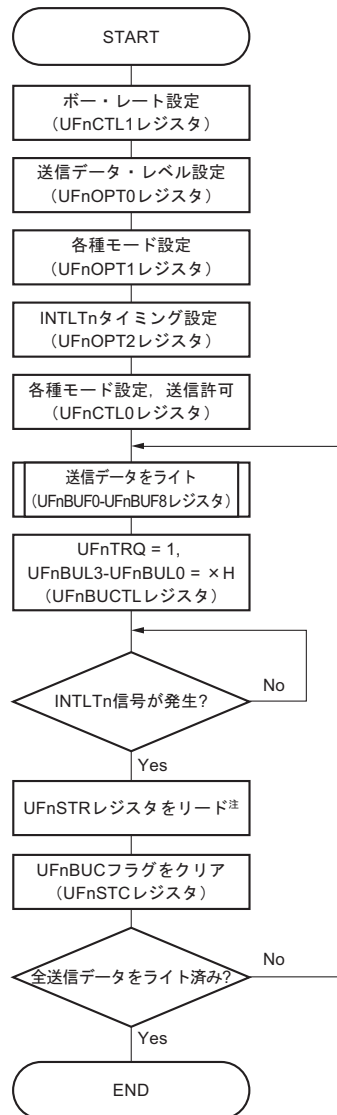 START
ボー・レート設定
（UFnCTL1レジスタ）
送信データ・レベル設定
（UFnOPT0レジスタ）
各種モード設定
（UFnOPT1レジスタ）
INTLTnタイミング設定
（UFnOPT2レジスタ）
各種モード設定，送信許可
（UFnCTL0レジスタ）
送信データをライト
（UFnBUF0-UFnBUF8レジスタ）
UFnTRQ = 1,
UFnBUL3-UFnBUL0 = ×H
（UFnBUCTLレジスタ）
INTLTn信号が発生?
No
Yes
UFnSTRレジスタをリード注
UFnBUCフラグをクリア
（UFnSTCレジスタ）
全送信データをライト済み?
No
Yes
END